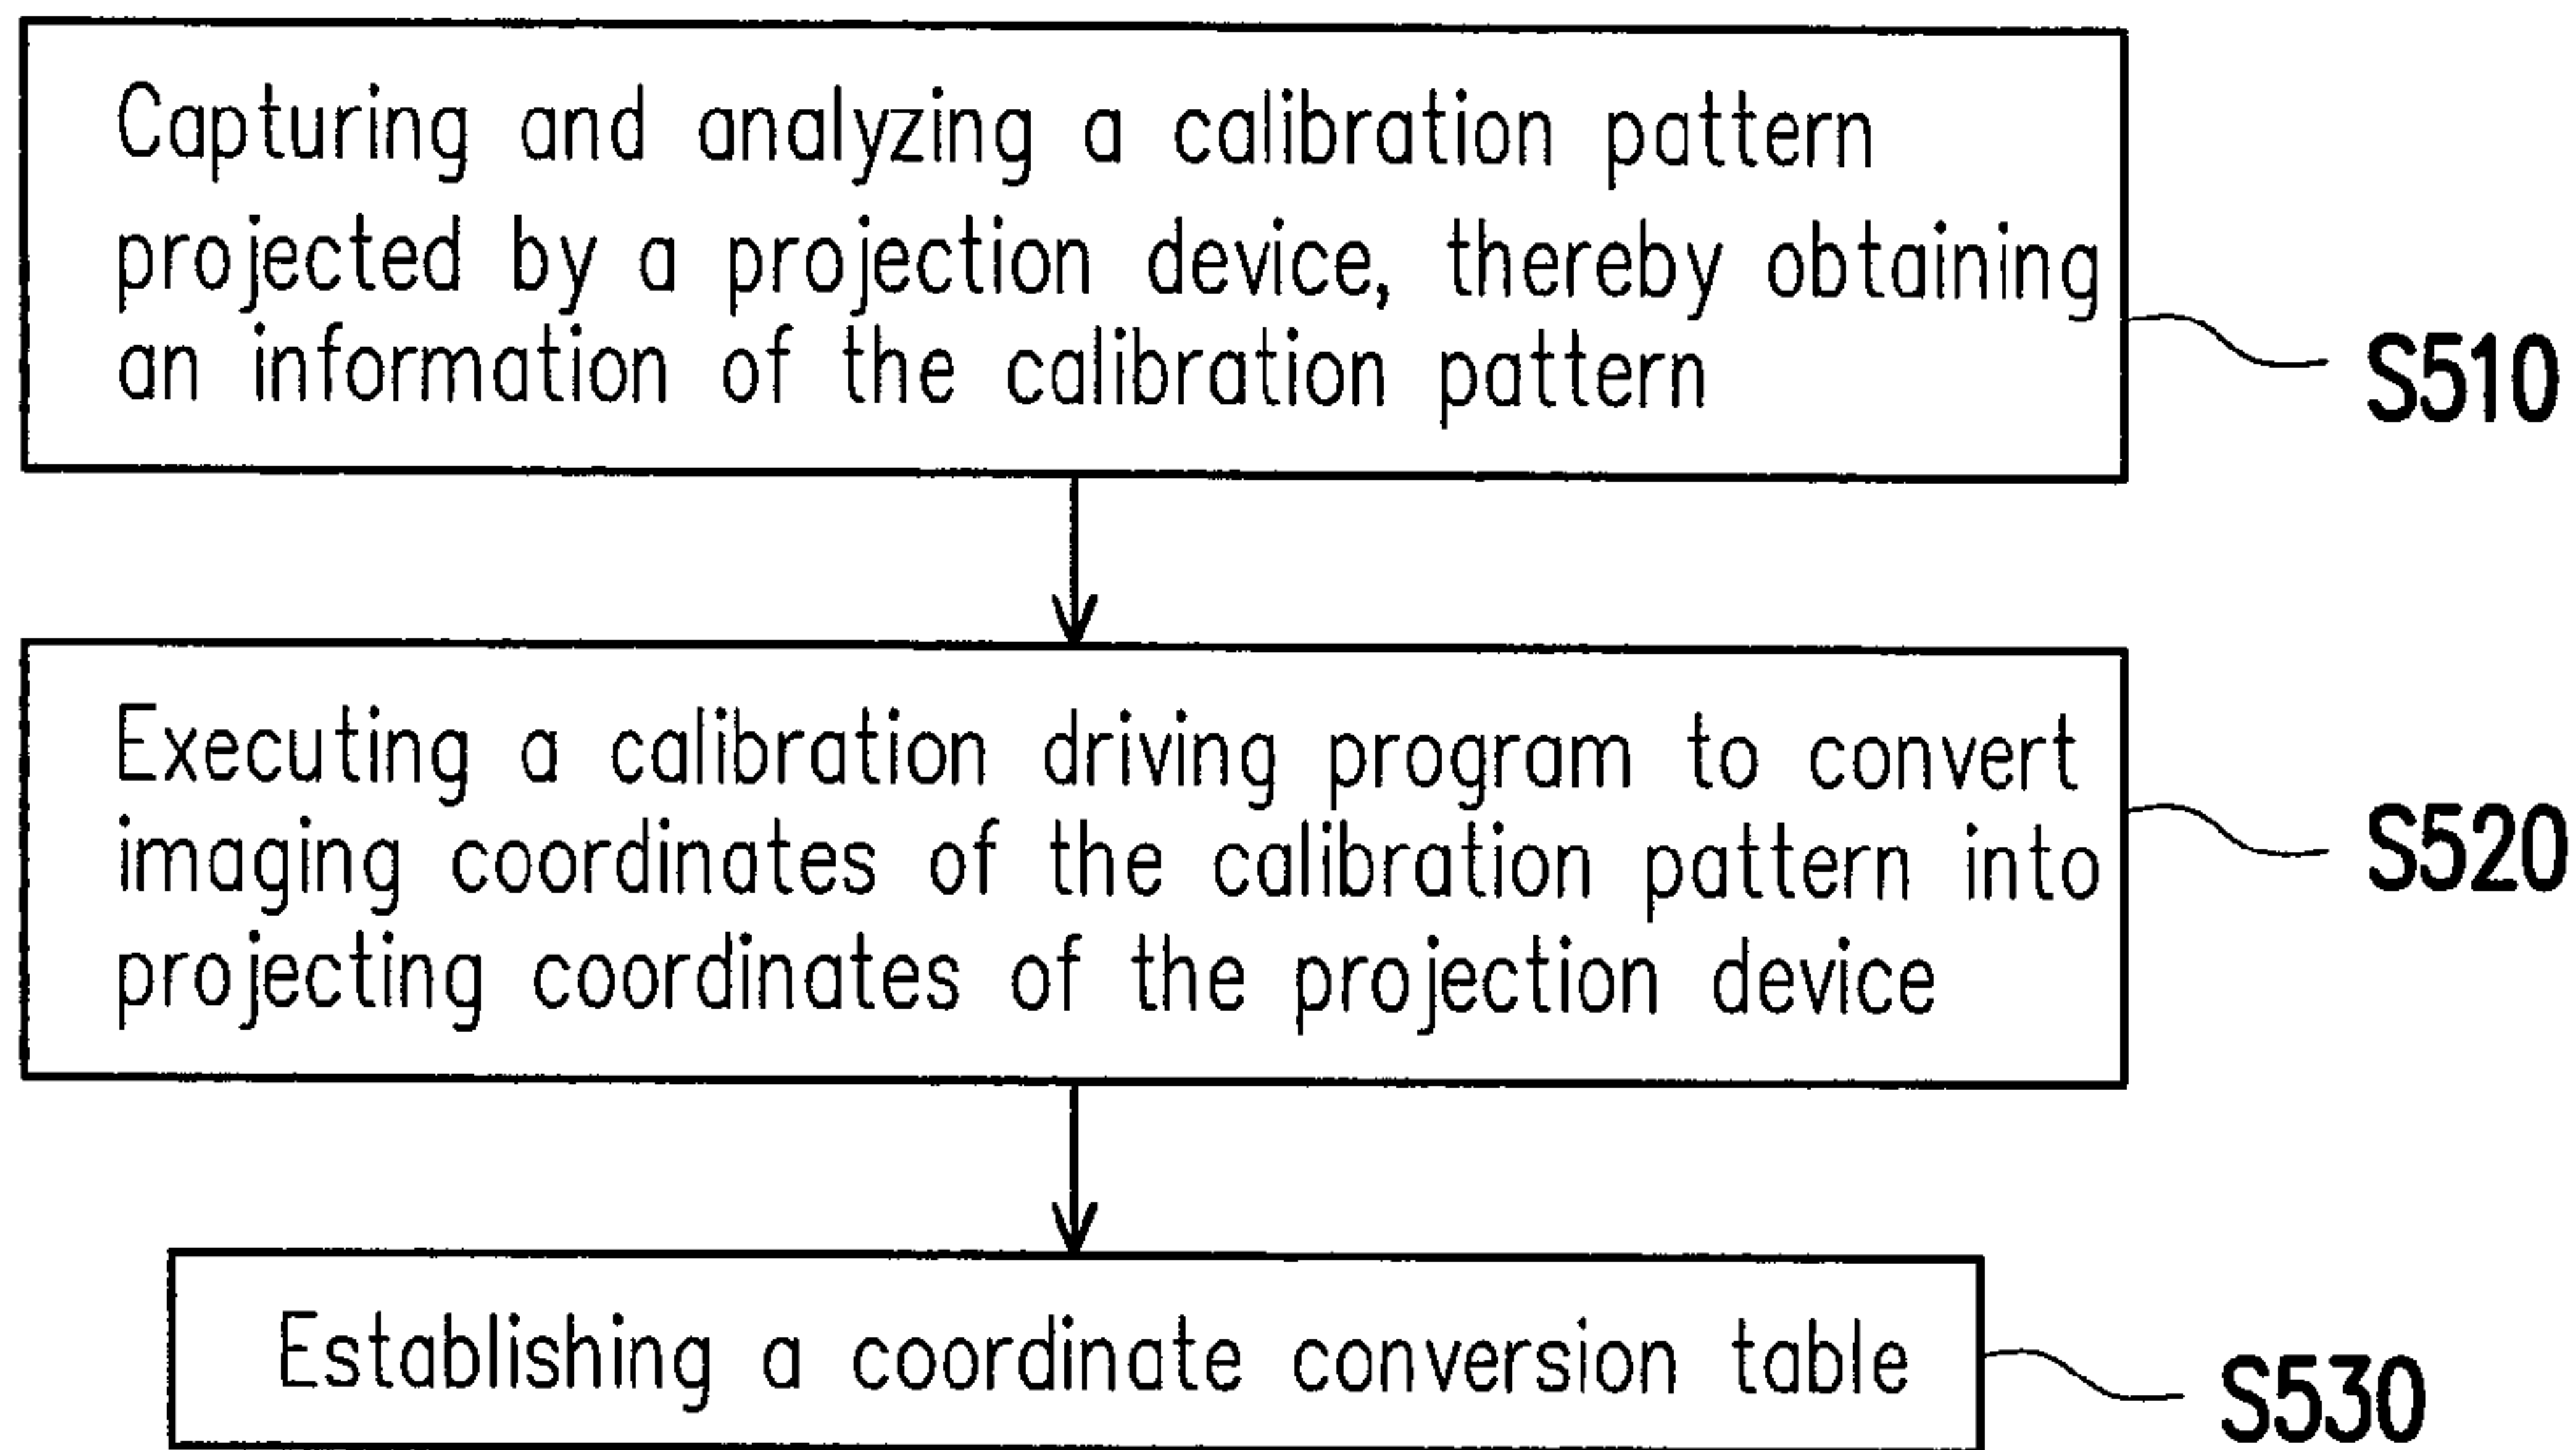 Capturing and analyzing a calibration pattern
projected by a projection device, thereby obtaining
an information of the calibration pattern
S510
Executing a calibration driving program to convert
imaging coordinates of the calibration pattern into
projecting coordinates of the projection device
S520
Establishing a coordinate conversion table
S530